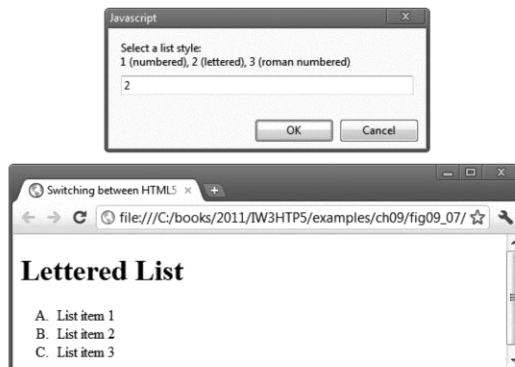 Javascript
Select a list style:
1 (numbered), 2 (lettered), 3 (roman numbered)
2
OK
Cancel
Switching between HTML5
file:///C:/books/2011/IW3HTP5/examples/ch09/fig09_07/
Lettered List
A. List item 1
B. List item 2
C. List item 3